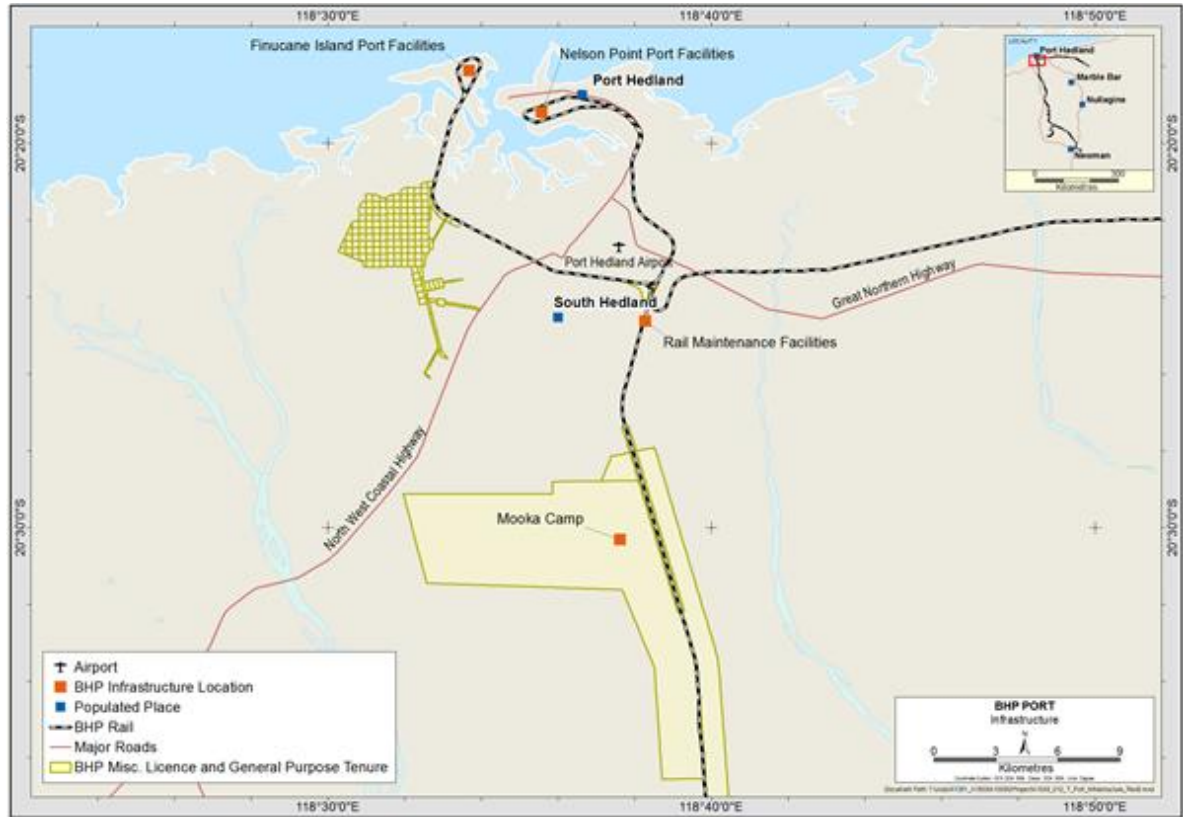 118°30'0"E
118°40'0"E
118°50'0"E
Finucane Island Port Facilities
Nelson Point Port Facilities
Port Hedland
LOCALITY
Port Hedland
Marble Bar
Nullagine
Newman
0 200
Kilometres
20°20'0"S
20°20'0"S
Port Hedland Airport
Great Northern Highway
South Hedland
Rail Maintenance Facilities
North West Coastal Highway
Mooka Camp
20°30'0"S
20°30'0"S
Airport
BHP Infrastructure Location
Populated Place
BHP Rail
Major Roads
BHP Misc. Licence and General Purpose Tenure
BHP PORT
Infrastructure
N
0 3 6 9
Kilometres
118°30'0"E
118°40'0"E
118°50'0"E